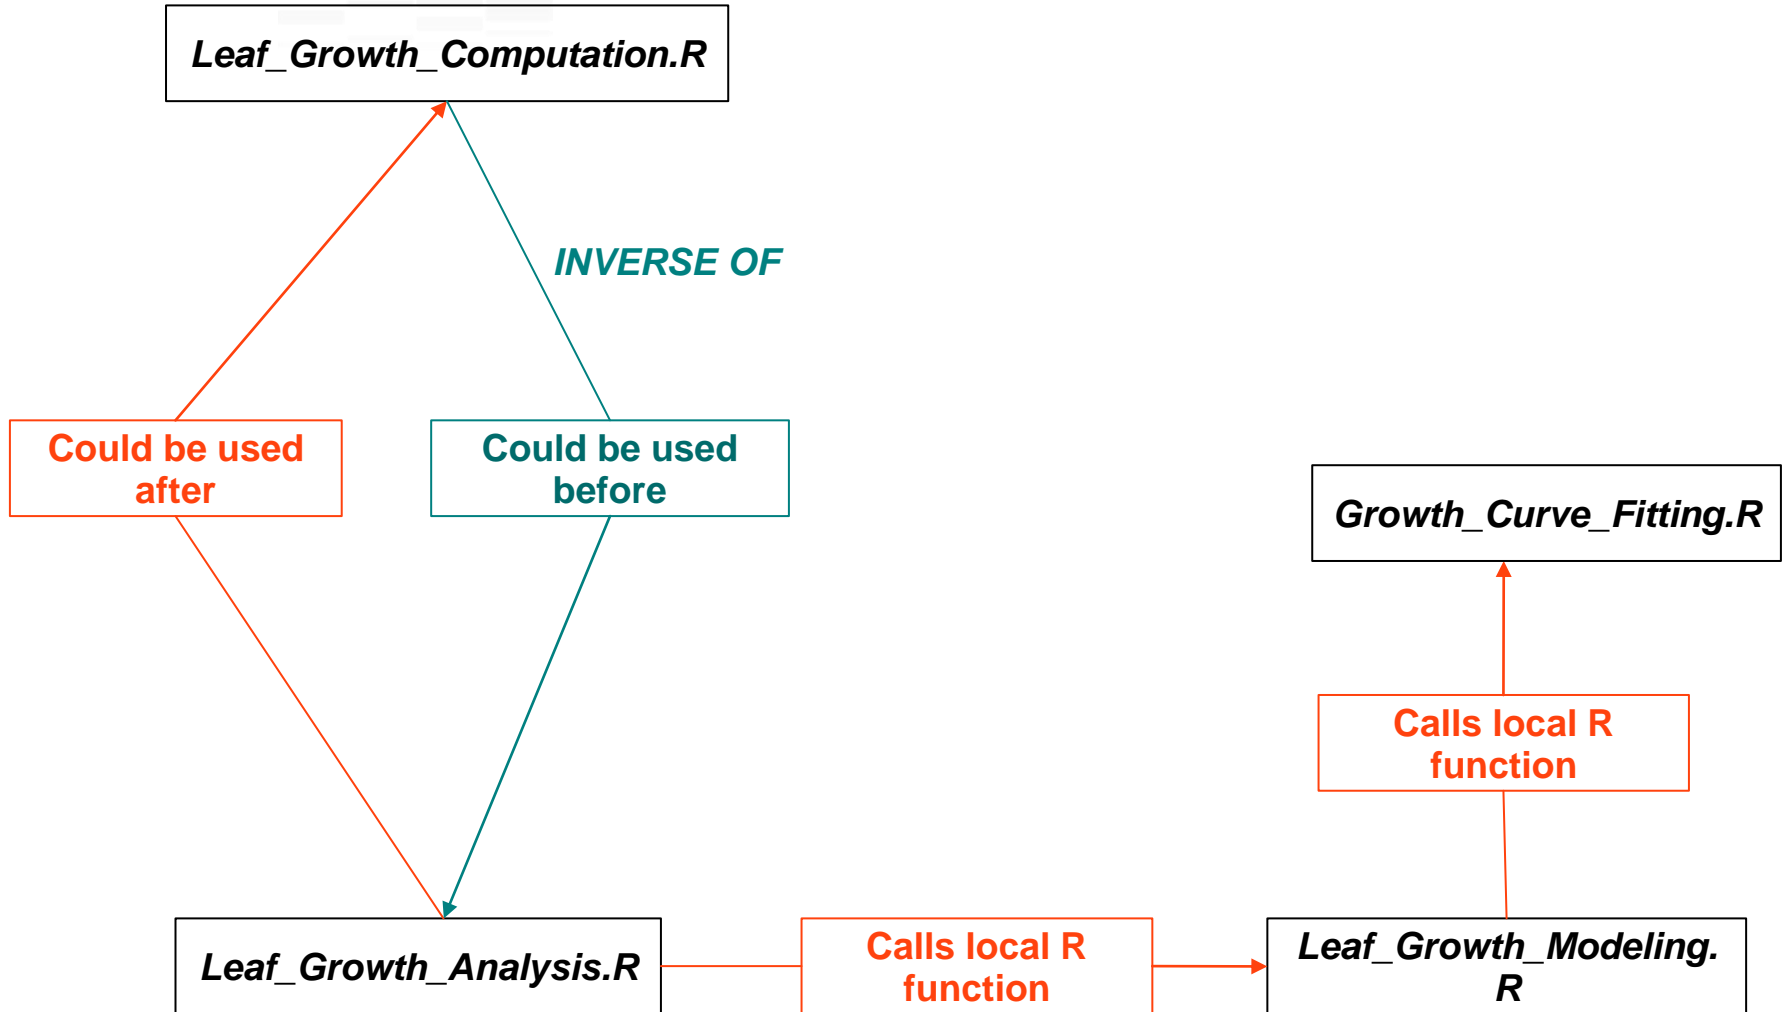 Leaf_Growth_Computation.R
INVERSE OF
Could be used
after
Could be used
before
Growth_Curve_Fitting.R
Calls local R
function
Leaf_Growth_Analysis.R
Calls local R
function
Leaf_Growth_Modeling.
R